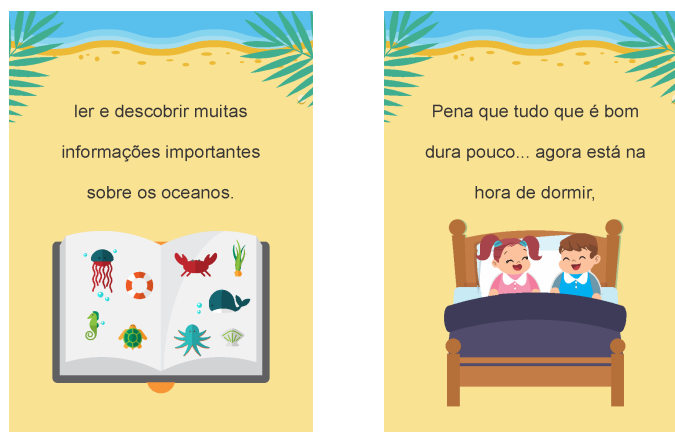 ler e descobrir muitas
informações importantes
sobre os oceanos.
Pena que tudo que é bom
dura pouco... agora está na
hora de dormir,